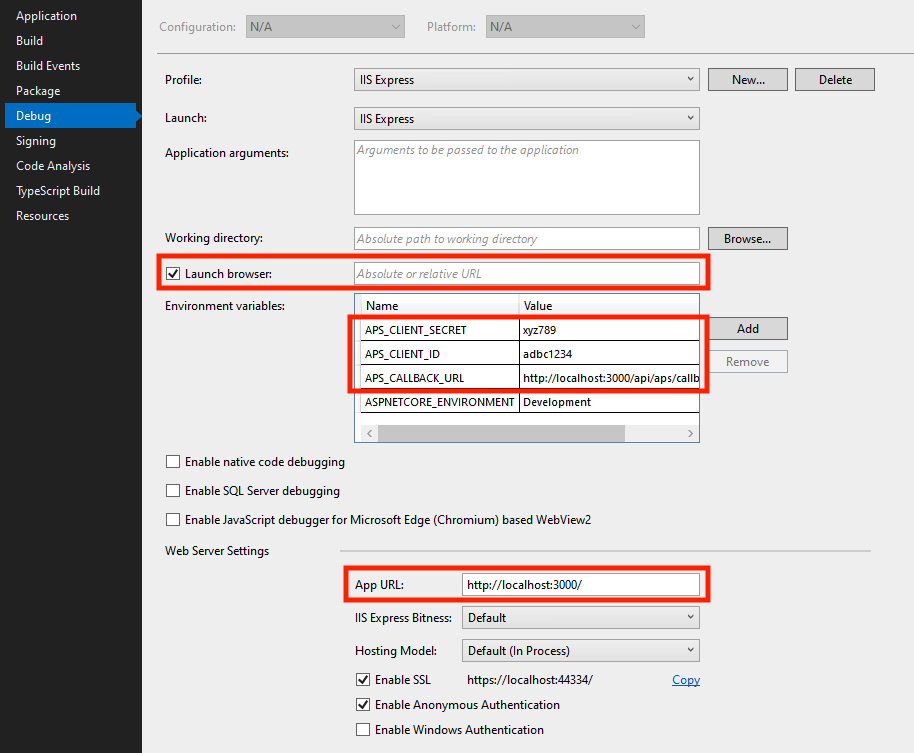 Application
Build
Build Events
Package
Debug
Signing
Code Analysis
TypeScript Build
Resources
Configuration: N/A Platform: N/A
Profile: IIS Express New... Delete
Launch: IIS Express
Application arguments: Arguments to be passed to the application
Working directory: Absolute path to working directory Browse...
Launch browser: Absolute or relative URL
Environment variables: Name Value
APS_CLIENT_SECRET xyz789 Add
APS_CLIENT_ID adbc1234
Remove
APS_CALLBACK_URL http://localhost:3000/api/aps/callb
ASPNETCORE_ENVIRONMENT Development
Enable native code debugging
Enable SQL Server debugging
Enable JavaScript debugger for Microsoft Edge (Chromium) based WebView2
Web Server Settings
App URL: http://localhost:3000/
IIS Express Bitness: Default
Hosting Model: Default (In Process)
Enable SSL https://localhost:44334/ Copy
Enable Anonymous Authentication
Enable Windows Authentication